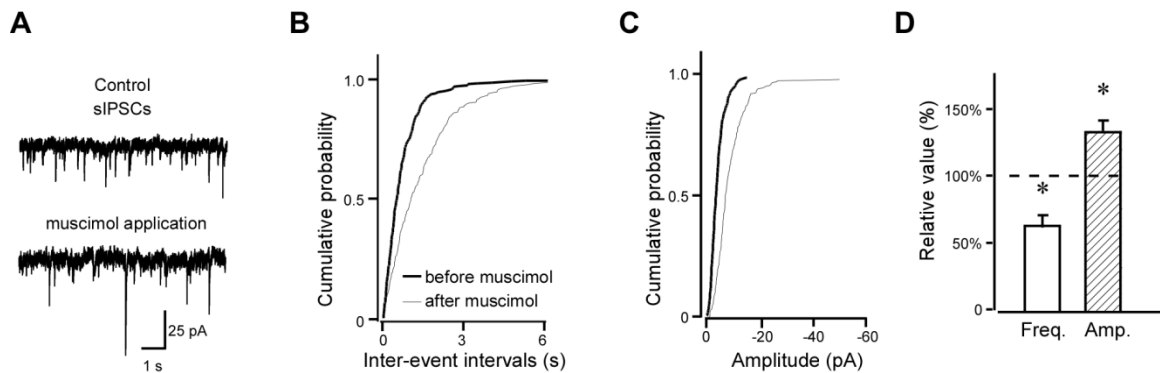 A
Control
sIPSCs
muscimol application
25 pA
1 s
B
Cumulative probability
1.0
0.5
0
before muscimol
after muscimol
0
3
6
Inter-event intervals (s)
C
Cumulative probability
1.0
0.5
0
0
-20
-40
-60
Amplitude (pA)
D
Relative value (%)
150%
100%
50%
0
*
*
Freq.
Amp.